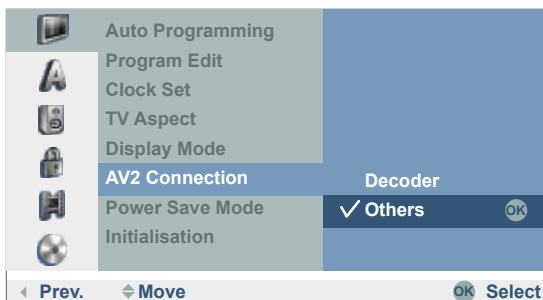 Auto Programming
Program Edit
Clock Set
TV Aspect
Display Mode
AV2 Connection
Decoder
Power Save Mode
✓ Others OK
Initialisation
Prev. Move OK Select